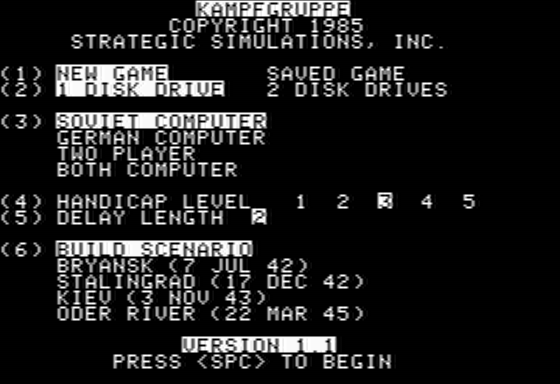 KAMPFGRUPPE
COPYRIGHT 1985
STRATEGIC SIMULATIONS, INC.
(1) NEW GAME SAVED GAME
(2) 1 DISK DRIVE 2 DISK DRIVES
(3) SOVIET COMPUTER
GERMAN COMPUTER
TWO PLAYER
BOTH COMPUTER
(4) HANDICAP LEVEL 1 2 3 4 5
(5) DELAY LENGTH 2
(6) BUILD SCENARIO
BRYANSK (7 JUL 42)
STALINGRAD (17 DEC 42)
KIEV (3 NOV 43)
ODER RIVER (22 MAR 45)
VERSION 1.1
PRESS <SPC> TO BEGIN